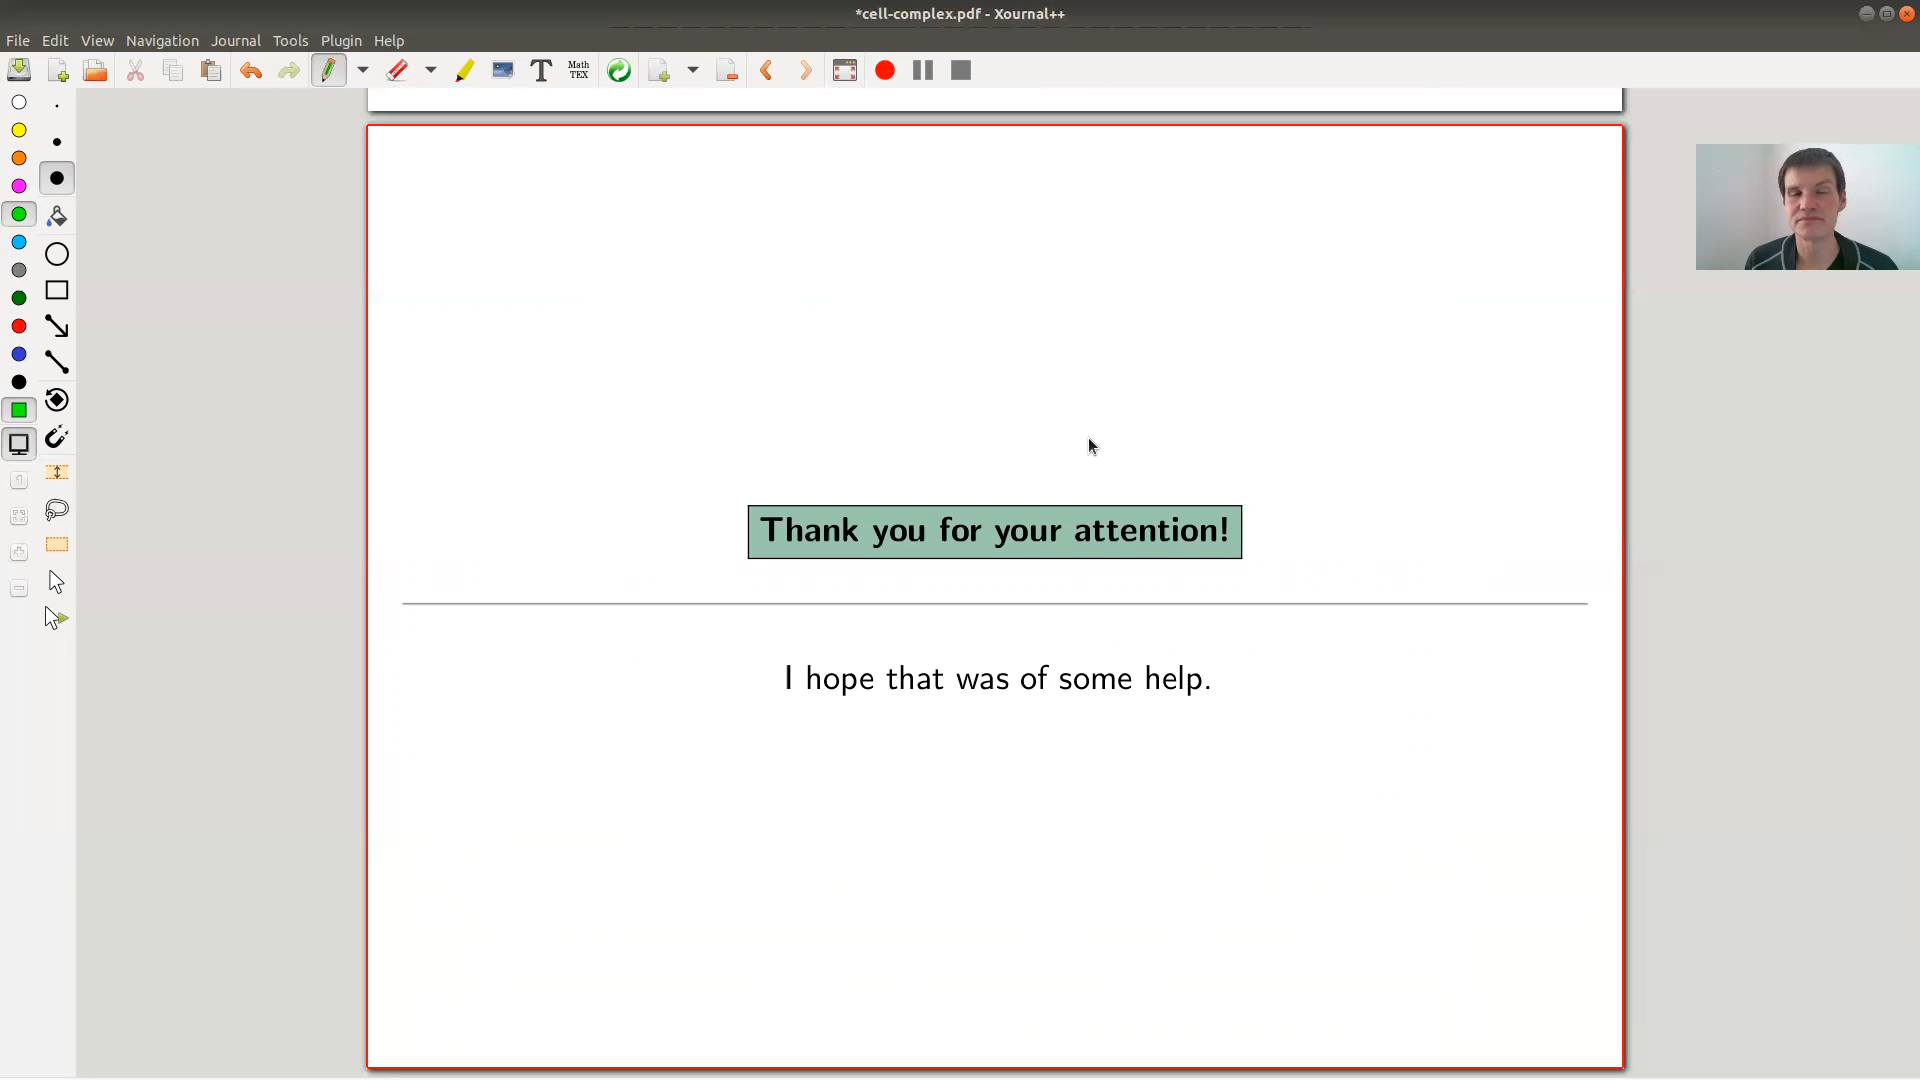 *cell-complex.pdf - Xournal++
File Edit View Navigation Journal Tools Plugin Help
Math
TEX
Thank you for your attention!
I hope that was of some help.